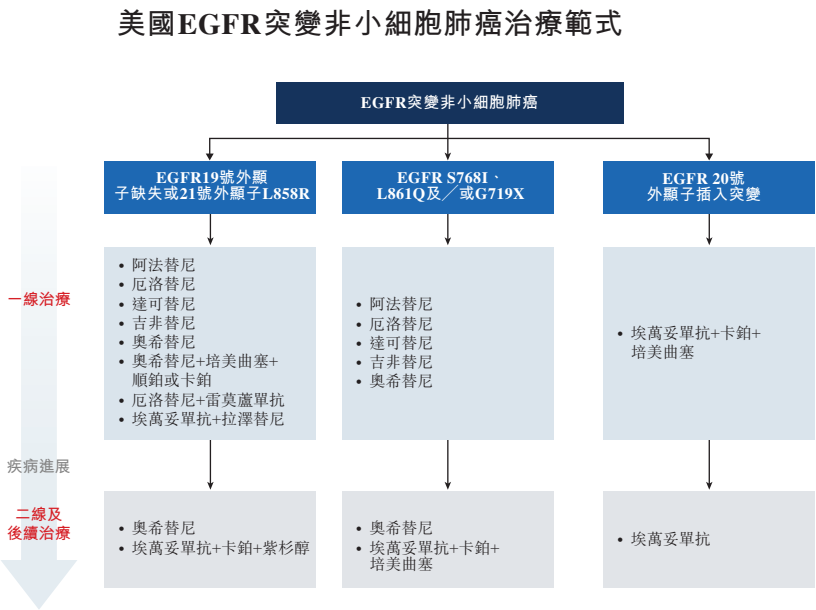 美國EGFR突變非小細胞肺癌治療範式
EGFR突變非小細胞肺癌
EGFR19號外顯
子缺失或21號外顯子L858R
EGFR S768I、
L861Q及／或G719X
EGFR 20號
外顯子插入突變
一線治療
• 阿法替尼
• 厄洛替尼
• 達可替尼
• 吉非替尼
• 奧希替尼
• 奧希替尼+培美曲塞+
順鉑或卡鉑
• 厄洛替尼+雷莫蘆單抗
• 埃萬妥單抗+拉澤替尼
• 阿法替尼
• 厄洛替尼
• 達可替尼
• 吉非替尼
• 奧希替尼
• 埃萬妥單抗+卡鉑+
培美曲塞
疾病進展
二線及
後續治療
• 奧希替尼
• 埃萬妥單抗+卡鉑+紫杉醇
• 奧希替尼
• 埃萬妥單抗+卡鉑+
培美曲塞
• 埃萬妥單抗